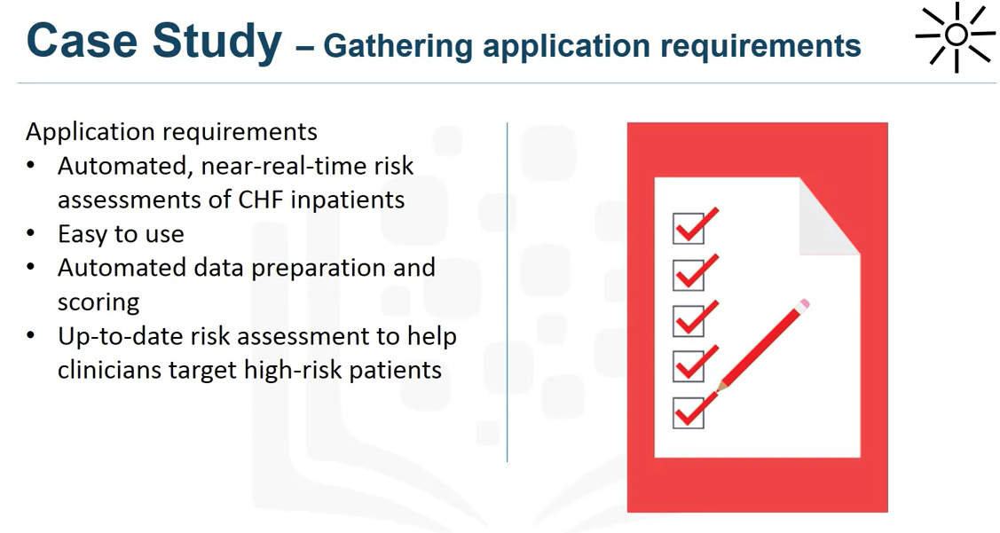 Case Study – Gathering application requirements
Application requirements
• Automated, near-real-time risk
assessments of CHF inpatients
• Easy to use
• Automated data preparation and
scoring
• Up-to-date risk assessment to help
clinicians target high-risk patients